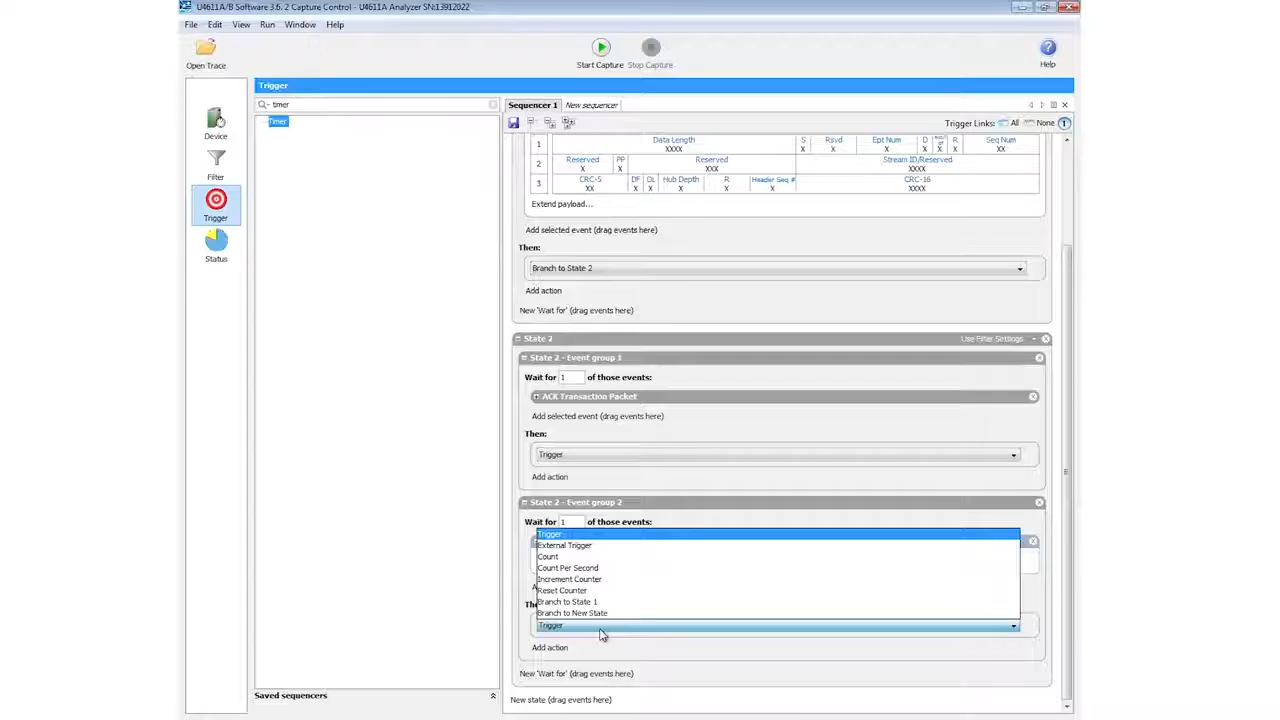 U4611A/B Software 3.6. 2 Capture Control - U4611A Analyzer SN:13912022
File Edit View Run Window Help
Open Trace
Start Capture Stop Capture
Help
Trigger
Device
Filter
Trigger
Status
timer
Timer
Saved sequencers
Sequencer 1 New sequencer
Trigger Links: All None
1 Data Length S Rsvd Ept Num D R Seq Num
XXXX X X X X X X XX
2 Reserved PP Reserved Stream ID/Reserved
X X XXX XXXX
3 CRC-5 DF DL Hub Depth R Header Seq # CRC-16
XX X X X X X XXXX
Extend payload...
Add selected event (drag events here)
Then:
Branch to State 2
Add action
New 'Wait for' (drag events here)
State 2 Use Filter Settings
State 2 - Event group 1
Wait for 1 of those events:
ACK Transaction Packet
Add selected event (drag events here)
Then:
Trigger
Add action
State 2 - Event group 2
Wait for 1 of those events:
Trigger
External Trigger
Count
Count Per Second
Increment Counter
Reset Counter
Branch to State 1
Branch to New State
Trigger
Add action
New 'Wait for' (drag events here)
New state (drag events here)